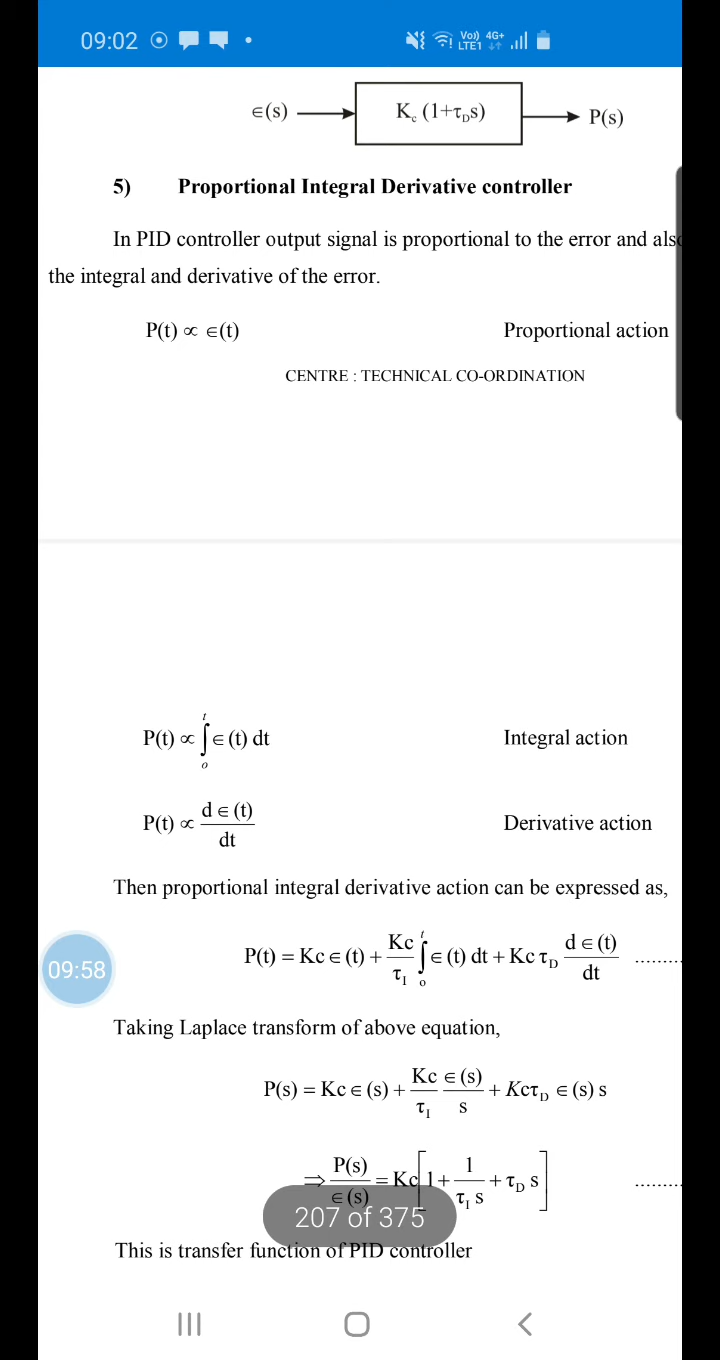 09:02
Vo)) 4G+
LTE1
∈(s) K_c (1+τ_D s) P(s)
5) Proportional Integral Derivative controller
In PID controller output signal is proportional to the error and also
the integral and derivative of the error.
P(t) ∝ ∈(t) Proportional action
CENTRE : TECHNICAL CO-ORDINATION
P(t) ∝ ∫_o^t ∈ (t) dt Integral action
P(t) ∝ d ∈ (t) / dt Derivative action
Then proportional integral derivative action can be expressed as,
P(t) = Kc ∈ (t) + Kc/τ_I ∫_o^t ∈ (t) dt + Kc τ_D d ∈ (t)/dt .........
09:58
Taking Laplace transform of above equation,
P(s) = Kc ∈ (s) + Kc/τ_I ∈ (s)/s + Kcτ_D ∈ (s) s
⇒ P(s)/∈ (s) = Kc[1 + 1/τ_I s + τ_D s] .........
207 of 375
This is transfer function of PID controller